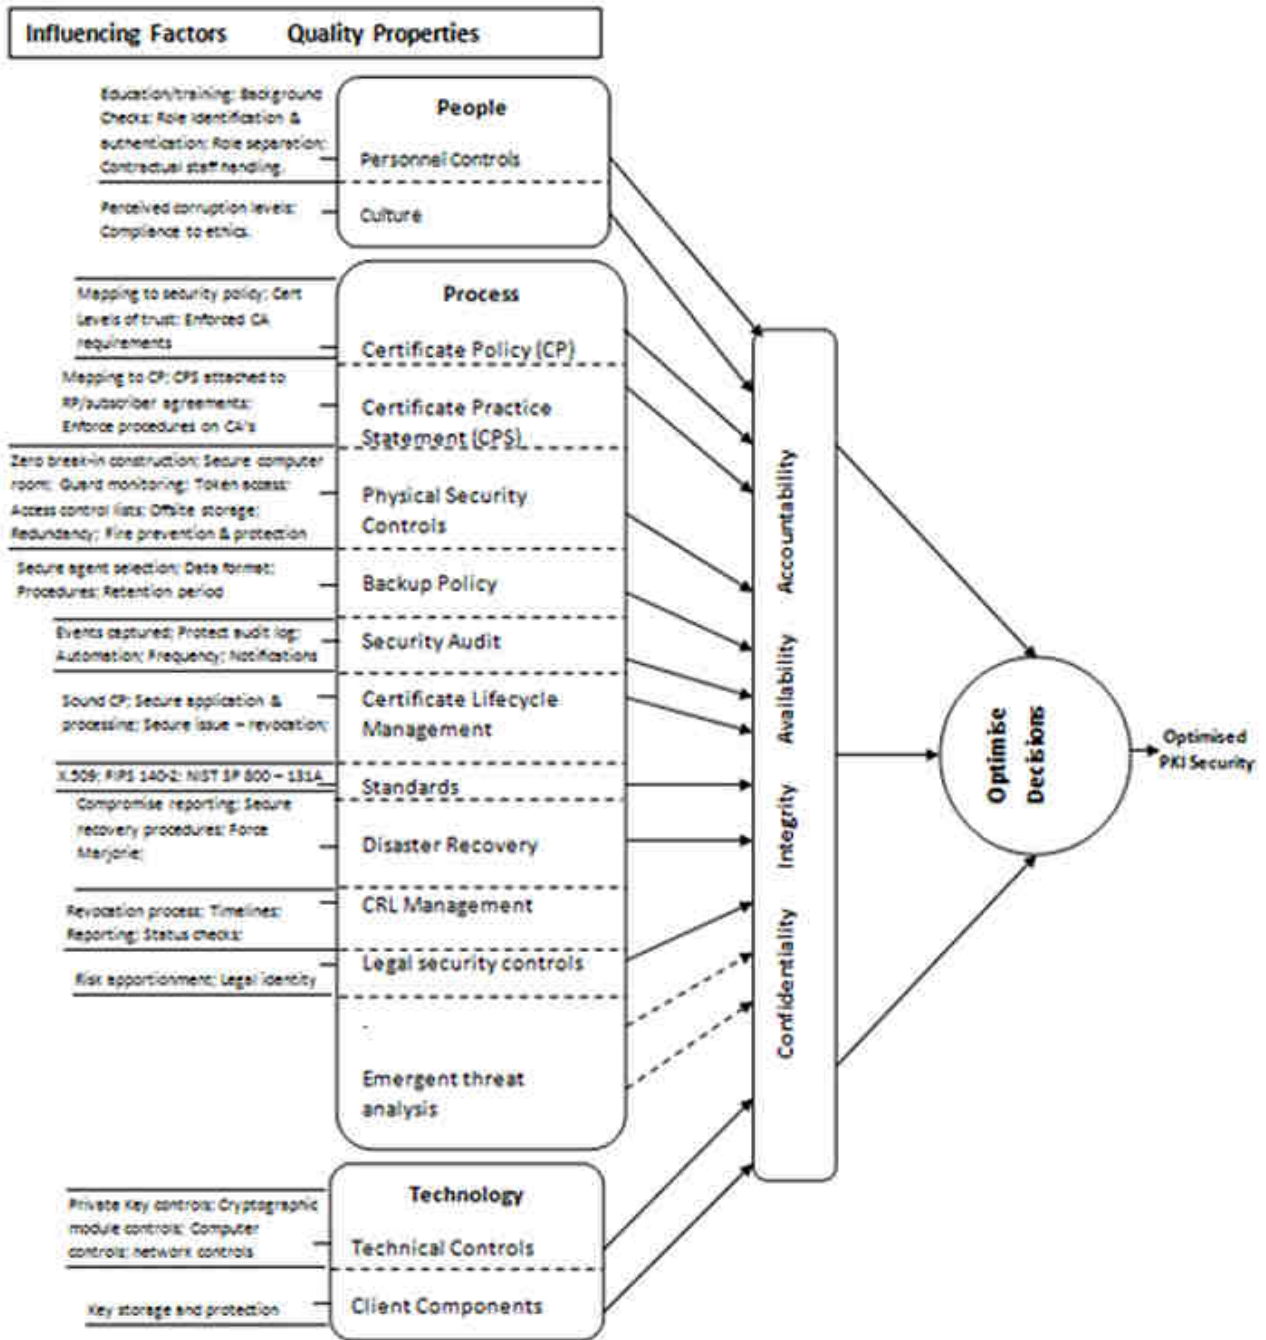 Influencing Factors Quality Properties
Education/training; Background
Checks; Role Identification &
authentication; Role separation;
Contractual staff handling.
People
Personnel Controls
Perceived corruption levels;
Compliance to ethics.
Culture
Process
Mapping to security policy; Cert
Levels of trust; Enforced CA
requirements
Certificate Policy (CP)
Mapping to CP; CPS attached to
RP/subscriber agreements;
Enforce procedures on CA's
Certificate Practice
Statement (CPS)
Zero break-in construction; Secure computer
room; Guard monitoring; Token access;
Access control lists; Offsite storage;
Redundancy; Fire prevention & protection
Physical Security
Controls
Secure agent selection; Data format;
Procedures; Retention period
Backup Policy
Events captured; Protect audit log;
Automation; Frequency; Notifications
Security Audit
Sound CP; Secure application &
processing; Secure issue – revocation;
Certificate Lifecycle
Management
X.509; FIPS 140-2; NIST SP 800 – 131A
Standards
Compromise reporting; Secure
recovery procedures; Force
Marjorie;
Disaster Recovery
Revocation process; Timelines;
Reporting; Status checks;
CRL Management
Risk apportionment; Legal identity
Legal security controls
.
Emergent threat
analysis
Technology
Private Key controls; Cryptographic
module controls; Computer
controls; network controls
Technical Controls
Key storage and protection
Client Components
Confidentiality Integrity Availability Accountability
Optimise
Decisions
Optimised
PKI Security